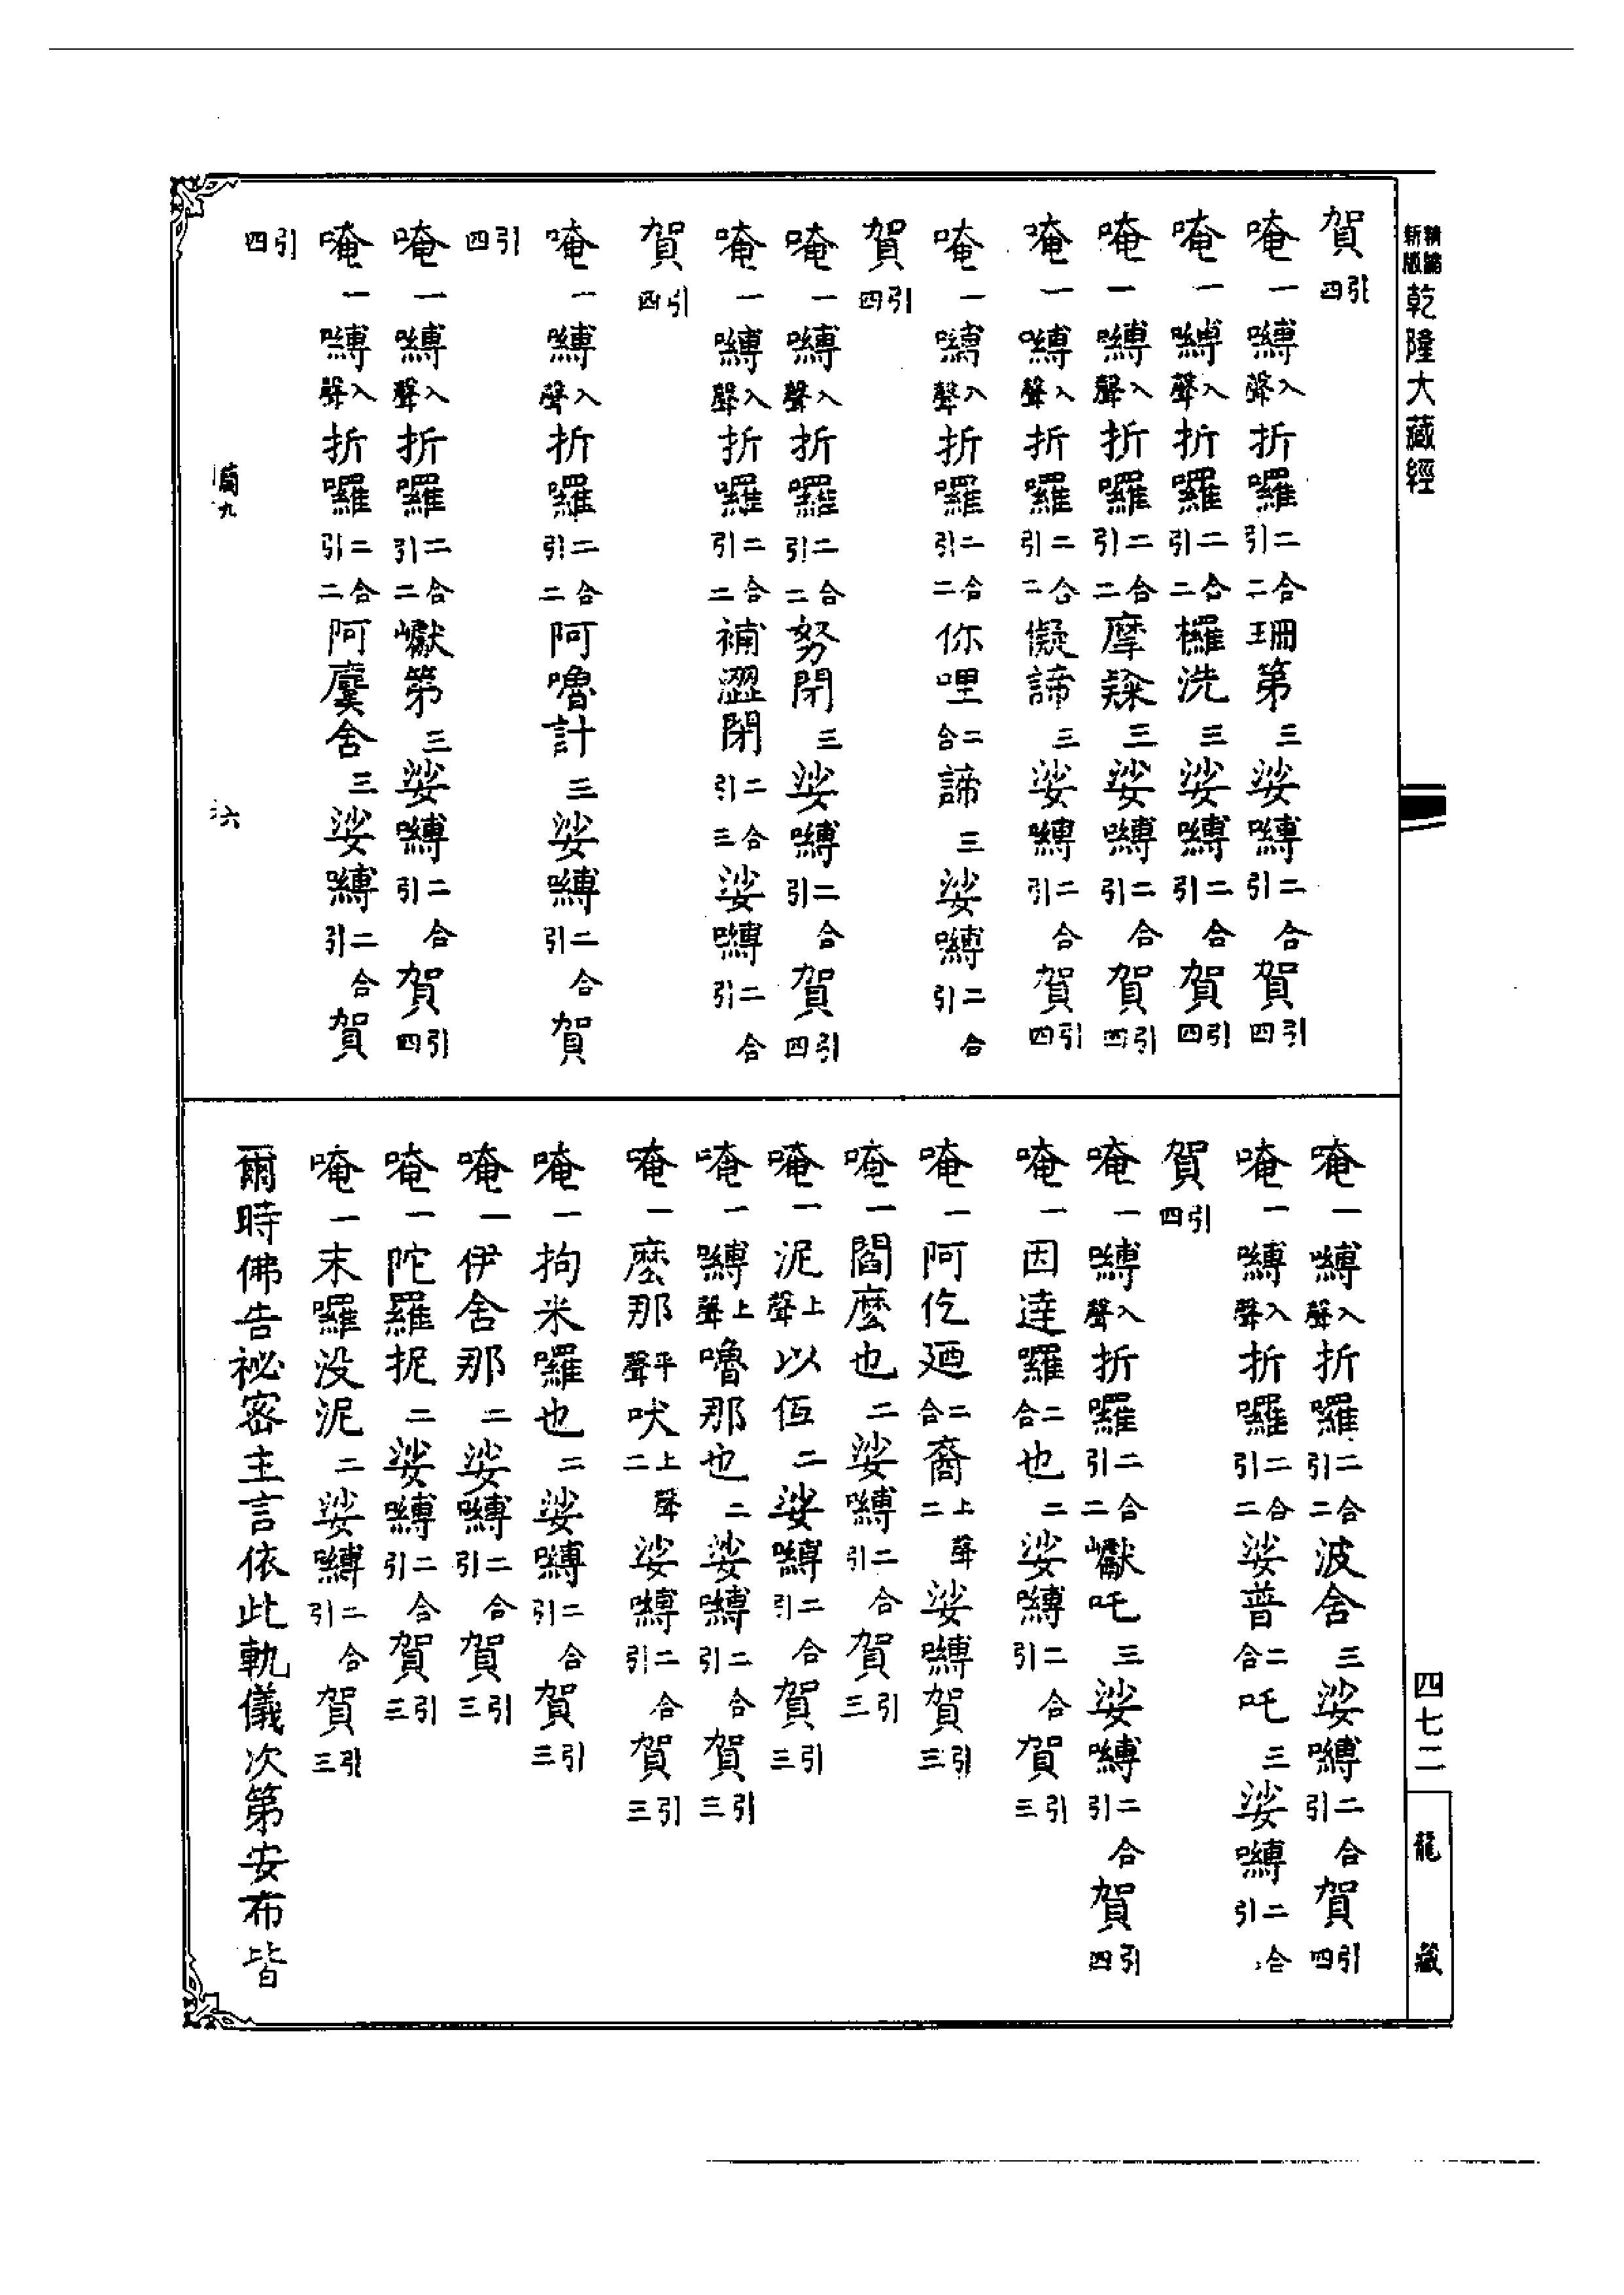 新版精縮乾隆大藏經
賀引四
唵一嚩入聲折囉二合引二珊第三娑嚩二合引賀引四
唵一嚩入聲折囉二合引二欏洗三娑嚩二合引賀引四
唵一嚩入聲折囉二合引二摩㘑三娑嚩二合引賀引四
唵一嚩入聲折囉二合引二儗諦三娑嚩二合引賀引四
唵一嚩入聲折囉二合引二你哩二合諦三娑嚩二合引
賀引四
唵一嚩入聲折囉二合引二努閉三娑嚩二合引賀引四
唵一嚩入聲折囉二合引二補澀閉二合引三娑嚩二合引
賀引四
唵一嚩入聲折囉二合引二阿嚕計三娑嚩二合引賀
引四
唵一嚩入聲折囉二合引二巘第三娑嚩二合引賀引四
唵一嚩入聲折囉二合引二阿麌舍三娑嚩二合引賀
引四
蘭九 六
唵一嚩入聲折囉二合引二波舍三娑嚩二合引賀引四
唵一嚩入聲折囉二合引二娑普二合吒三娑嚩二合引
賀引四
唵一嚩入聲折囉二合引二巘吒三娑嚩二合引賀引四
唵一因達囉二合也二娑嚩二合引賀引三
唵一阿仡廼二合裔上聲二娑嚩賀引三
唵一閻麼也二娑嚩二合引賀引三
唵一泥上聲以㣚二娑嚩二合引賀引三
唵一嚩上聲嚕那也二娑嚩二合引賀引三
唵一麼那平聲吠上聲二娑嚩二合引賀引三
唵一拘米囉也二娑嚩二合引賀引三
唵一伊舍那二娑嚩二合引賀引三
唵一陀羅抳二娑嚩二合引賀引三
唵一末囉没泥二娑嚩二合引賀引三
爾時佛告祕密主言依此軌儀次第安布皆
四七二
龍藏